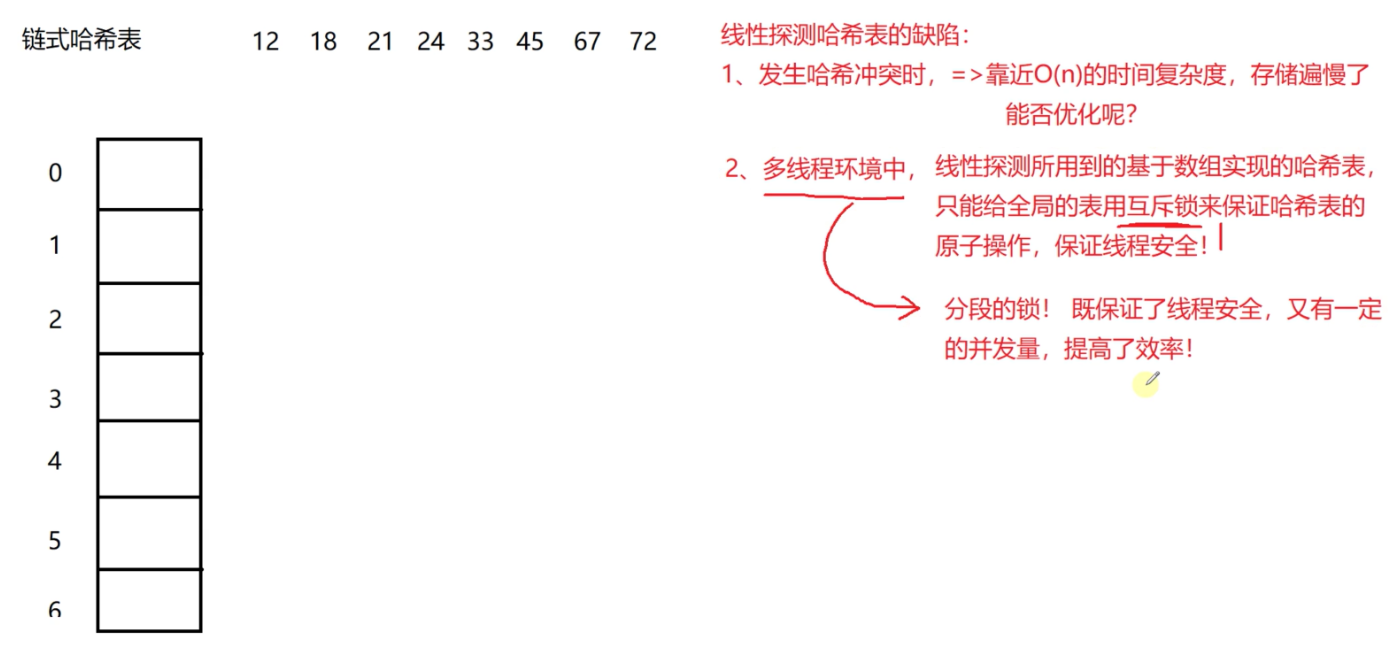 链式哈希表 12 18 21 24 33 45 67 72
0
1
2
3
4
5
6
线性探测哈希表的缺陷：
1、发生哈希冲突时，=>靠近O(n)的时间复杂度，存储遍慢了
能否优化呢？
2、多线程环境中， 线性探测所用到的基于数组实现的哈希表，
只能给全局的表用互斥锁来保证哈希表的
原子操作，保证线程安全！
分段的锁！ 既保证了线程安全，又有一定
的并发量，提高了效率！